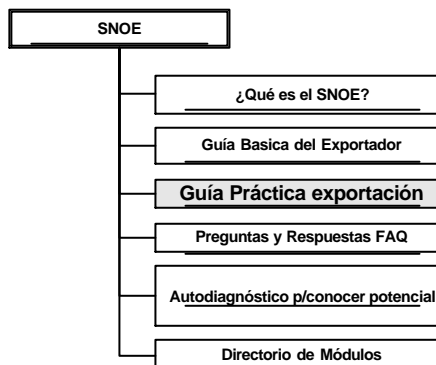 SNOE
¿Qué es el SNOE?
Guía Basica del Exportador
Guía Práctica exportación
Preguntas y Respuestas FAQ
Autodiagnóstico p/conocer potencial
Directorio de Módulos